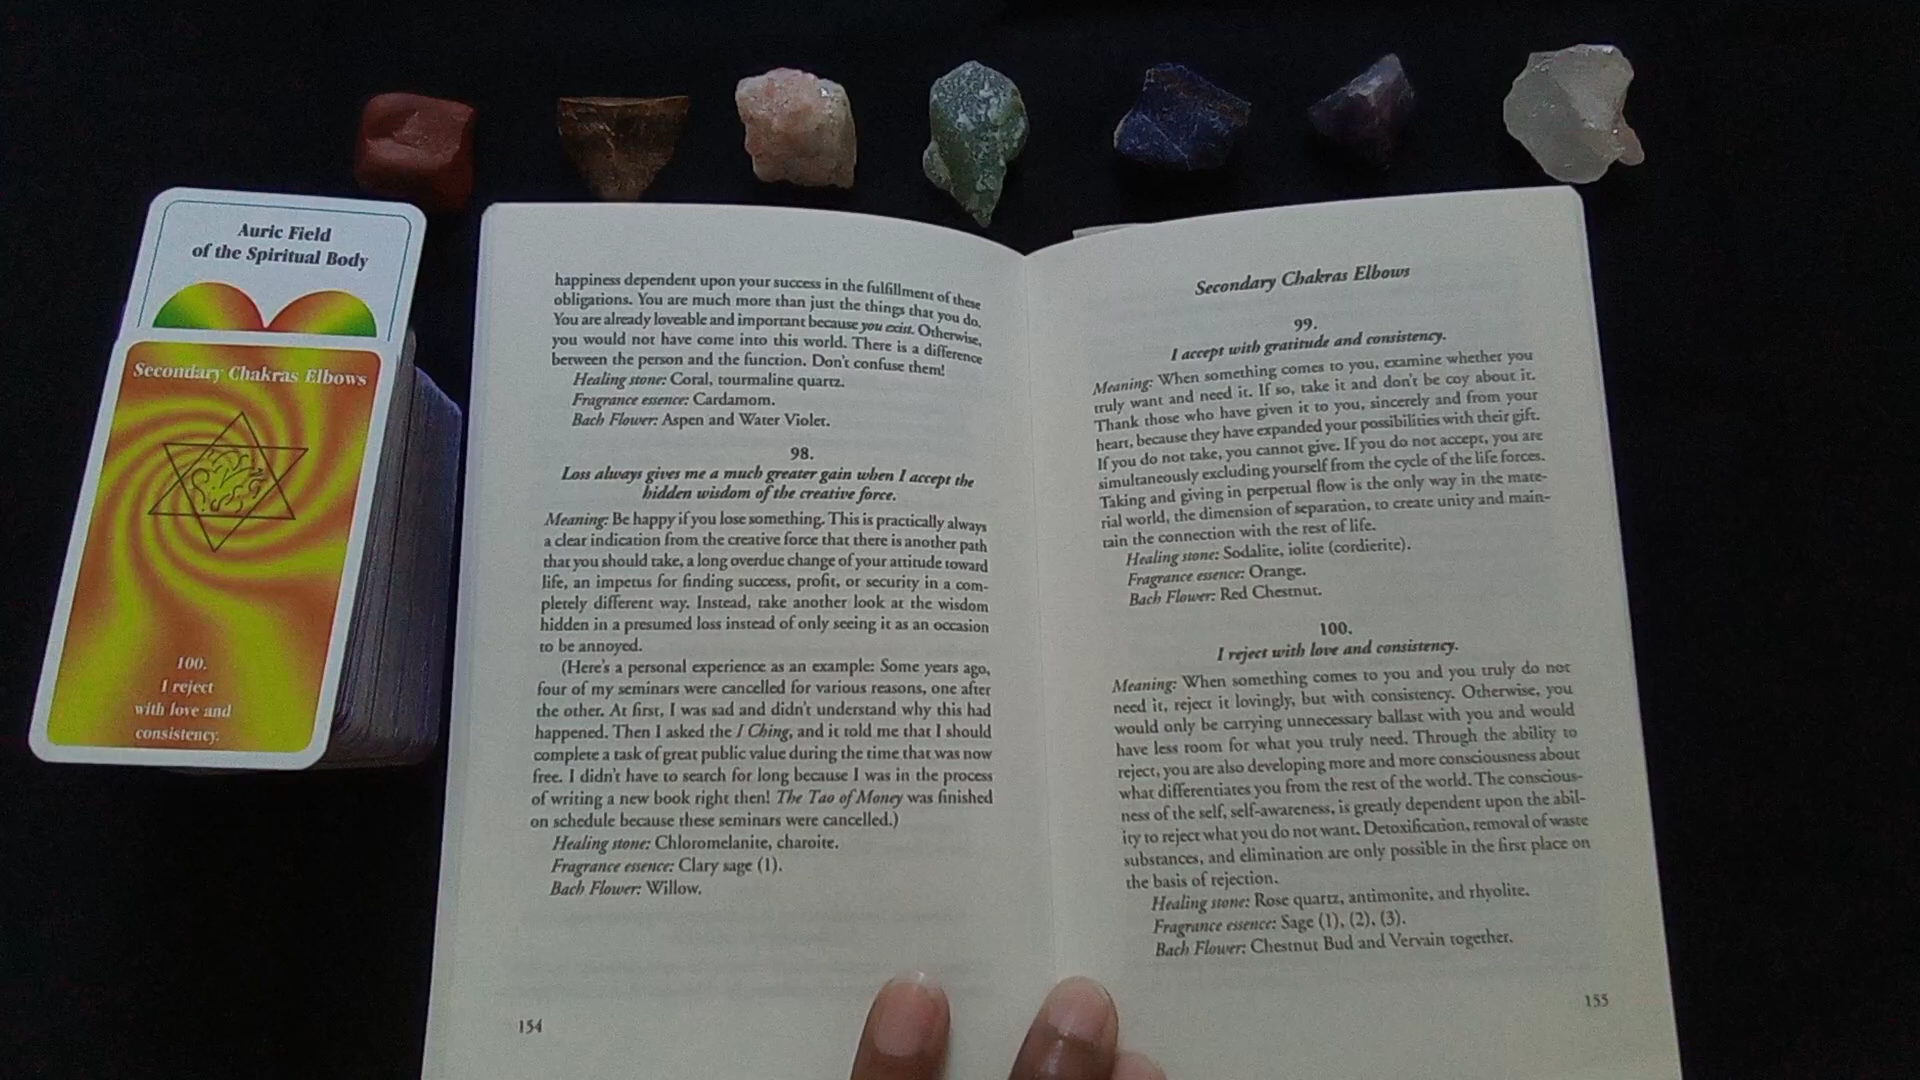 Auric Field
of the Spiritual Body
Secondary Chakras Elbows
100.
I reject
with love and
consistency.
happiness dependent upon your success in the fulfillment of these
obligations. You are much more than just the things that you do.
You are already loveable and important because you exist. Otherwise,
you would not have come into this world. There is a difference
between the person and the function. Don't confuse them!
Healing stone: Coral, tourmaline quartz.
Fragrance essence: Cardamom.
Bach Flower: Aspen and Water Violet.
98.
Loss always gives me a much greater gain when I accept the
hidden wisdom of the creative force.
Meaning: Be happy if you lose something. This is practically always
a clear indication from the creative force that there is another path
that you should take, a long overdue change of your attitude toward
life, an impetus for finding success, profit, or security in a com-
pletely different way. Instead, take another look at the wisdom
hidden in a presumed loss instead of only seeing it as an occasion
to be annoyed.
(Here's a personal experience as an example: Some years ago,
four of my seminars were cancelled for various reasons, one after
the other. At first, I was sad and didn't understand why this had
happened. Then I asked the I Ching, and it told me that I should
complete a task of great public value during the time that was now
free. I didn't have to search for long because I was in the process
of writing a new book right then! The Tao of Money was finished
on schedule because these seminars were cancelled.)
Healing stone: Chloromelanite, charoite.
Fragrance essence: Clary sage (1).
Bach Flower: Willow.
154
Secondary Chakras Elbows
99.
I accept with gratitude and consistency.
Meaning: When something comes to you, examine whether you
truly want and need it. If so, take it and don't be coy about it.
Thank those who have given it to you, sincerely and from your
heart, because they have expanded your possibilities with their gift.
If you do not take, you cannot give. If you do not accept, you are
simultaneously excluding yourself from the cycle of the life forces.
Taking and giving in perpetual flow is the only way in the mate-
rial world, the dimension of separation, to create unity and main-
tain the connection with the rest of life.
Healing stone: Sodalite, iolite (cordierite).
Fragrance essence: Orange.
Bach Flower: Red Chestnut.
100.
I reject with love and consistency.
Meaning: When something comes to you and you truly do not
need it, reject it lovingly, but with consistency. Otherwise, you
would only be carrying unnecessary ballast with you and would
have less room for what you truly need. Through the ability to
reject, you are also developing more and more consciousness about
what differentiates you from the rest of the world. The conscious-
ness of the self, self-awareness, is greatly dependent upon the abil-
ity to reject what you do not want. Detoxification, removal of waste
substances, and elimination are only possible in the first place on
the basis of rejection.
Healing stone: Rose quartz, antimonite, and rhyolite.
Fragrance essence: Sage (1), (2), (3).
Bach Flower: Chestnut Bud and Vervain together.
155